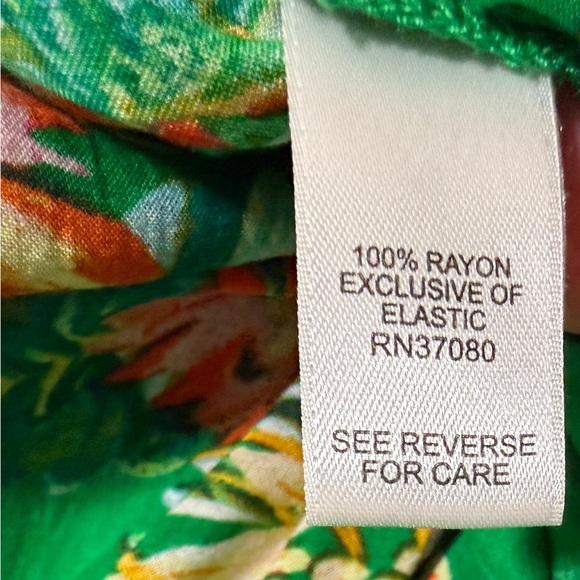 100% RAYON
EXCLUSIVE OF
ELASTIC
RN37080
SEE REVERSE
FOR CARE